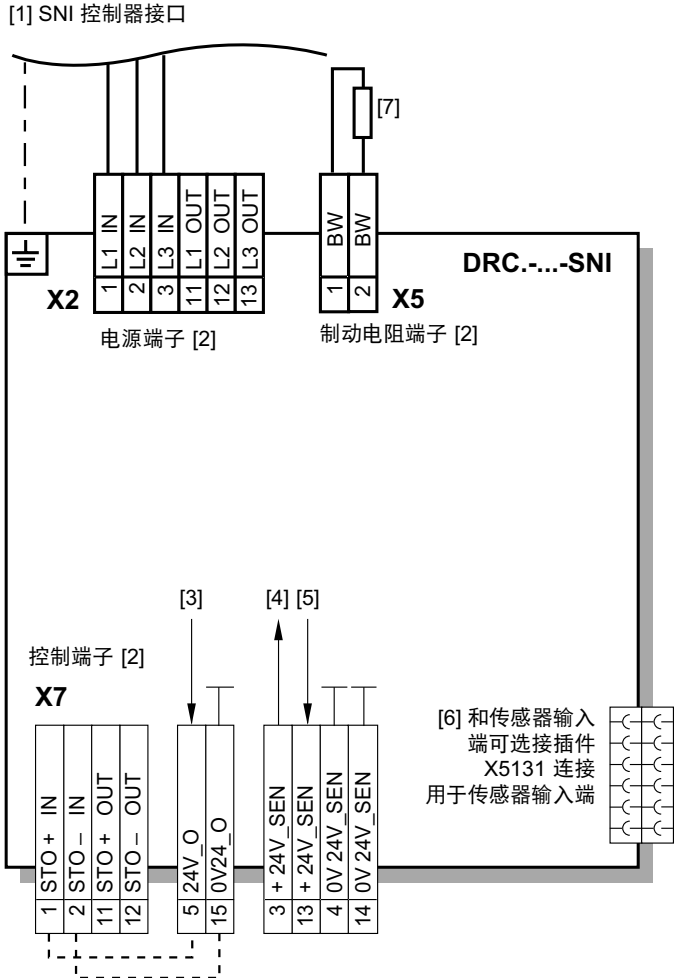 [1] SNI 控制器接口
[7]
1 L1 IN
2 L2 IN
3 L3 IN
11 L1 OUT
12 L2 OUT
13 L3 OUT
1 BW
2 BW
DRC.-...-SNI
X2
X5
电源端子 [2]
制动电阻端子 [2]
[3]
[4] [5]
控制端子 [2]
X7
[6] 和传感器输入
端可选接插件
X5131 连接
用于传感器输入端
1 STO + IN
2 STO – IN
11 STO + OUT
12 STO – OUT
5 24V_O
15 0V24_O
3 + 24V_SEN
13 + 24V_SEN
4 0V 24V_SEN
14 0V 24V_SEN